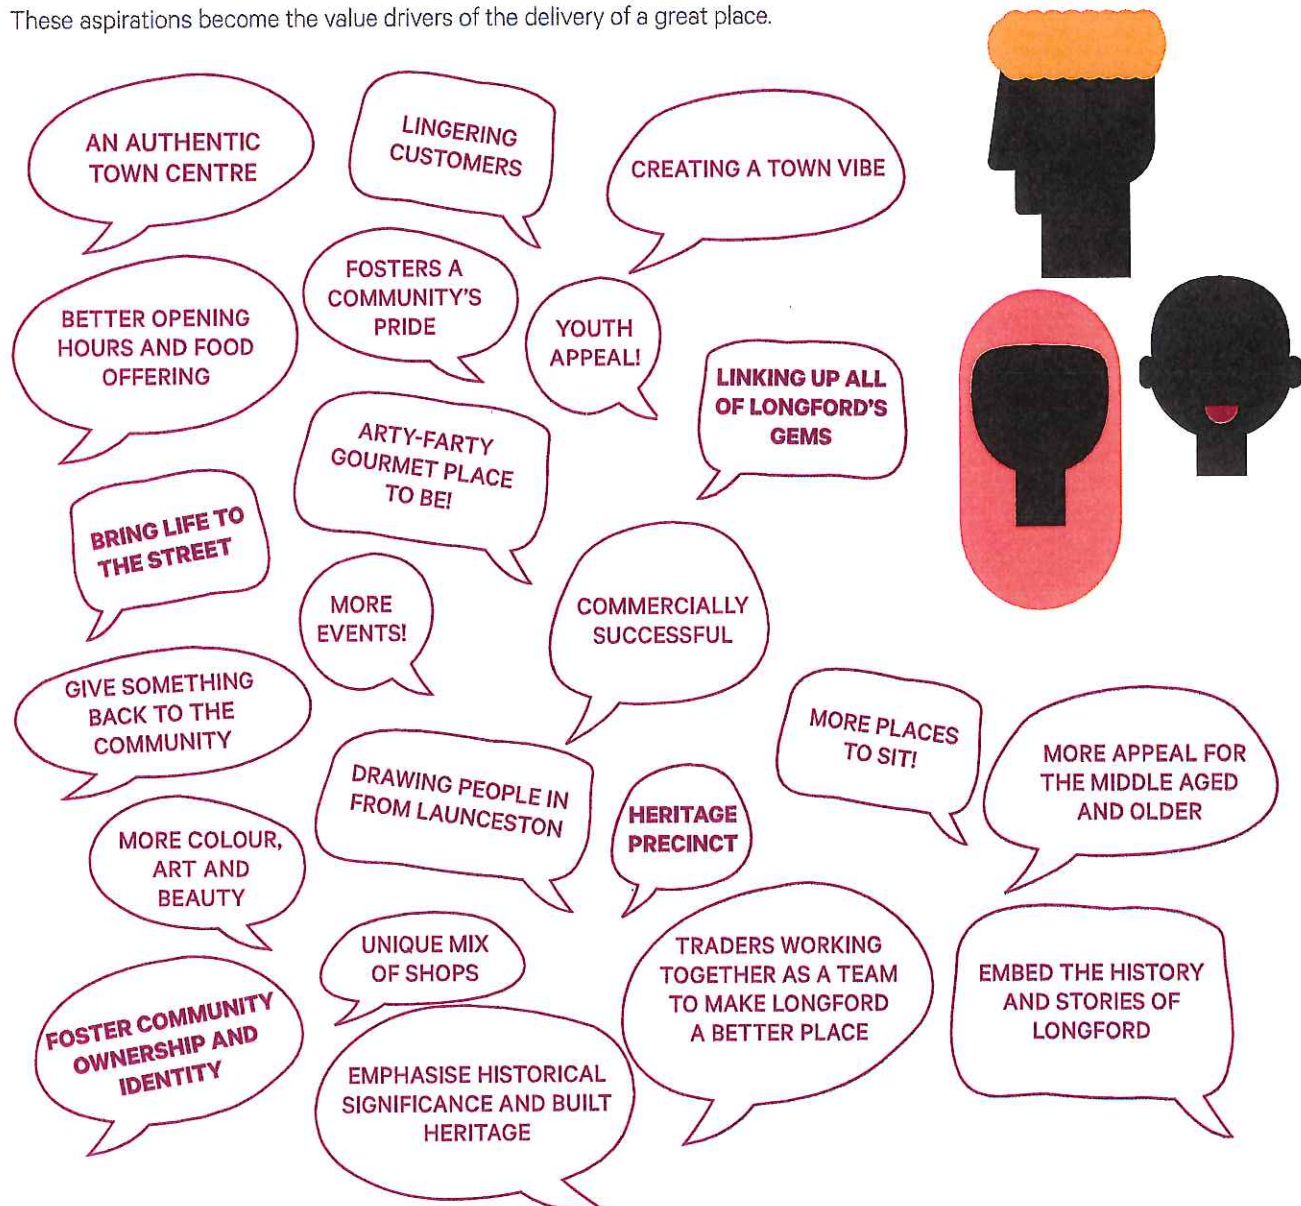 These aspirations become the value drivers of the delivery of a great place.
AN AUTHENTIC
TOWN CENTRE
LINGERING
CUSTOMERS
CREATING A TOWN VIBE
BETTER OPENING
HOURS AND FOOD
OFFERING
FOSTERS A
COMMUNITY'S
PRIDE
YOUTH
APPEAL!
LINKING UP ALL
OF LONGFORD'S
GEMS
ARTY-FARTY
GOURMET PLACE
TO BE!
BRING LIFE TO
THE STREET
MORE
EVENTS!
COMMERCIALLY
SUCCESSFUL
GIVE SOMETHING
BACK TO THE
COMMUNITY
DRAWING PEOPLE IN
FROM LAUNCESTON
HERITAGE
PRECINCT
MORE PLACES
TO SIT!
MORE APPEAL FOR
THE MIDDLE AGED
AND OLDER
MORE COLOUR,
ART AND
BEAUTY
UNIQUE MIX
OF SHOPS
TRADERS WORKING
TOGETHER AS A TEAM
TO MAKE LONGFORD
A BETTER PLACE
EMBED THE HISTORY
AND STORIES OF
LONGFORD
FOSTER COMMUNITY
OWNERSHIP AND
IDENTITY
EMPHASISE HISTORICAL
SIGNIFICANCE AND BUILT
HERITAGE